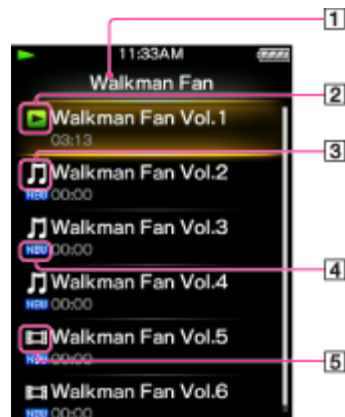 1
11:33AM
Walkman Fan
2
Walkman Fan Vol.1
03:13
3
Walkman Fan Vol.2
NEW 00:00
Walkman Fan Vol.3
NEW 00:00
4
Walkman Fan Vol.4
NEW 00:00
Walkman Fan Vol.5
NEW 00:00
5
Walkman Fan Vol.6
NEW 00:00